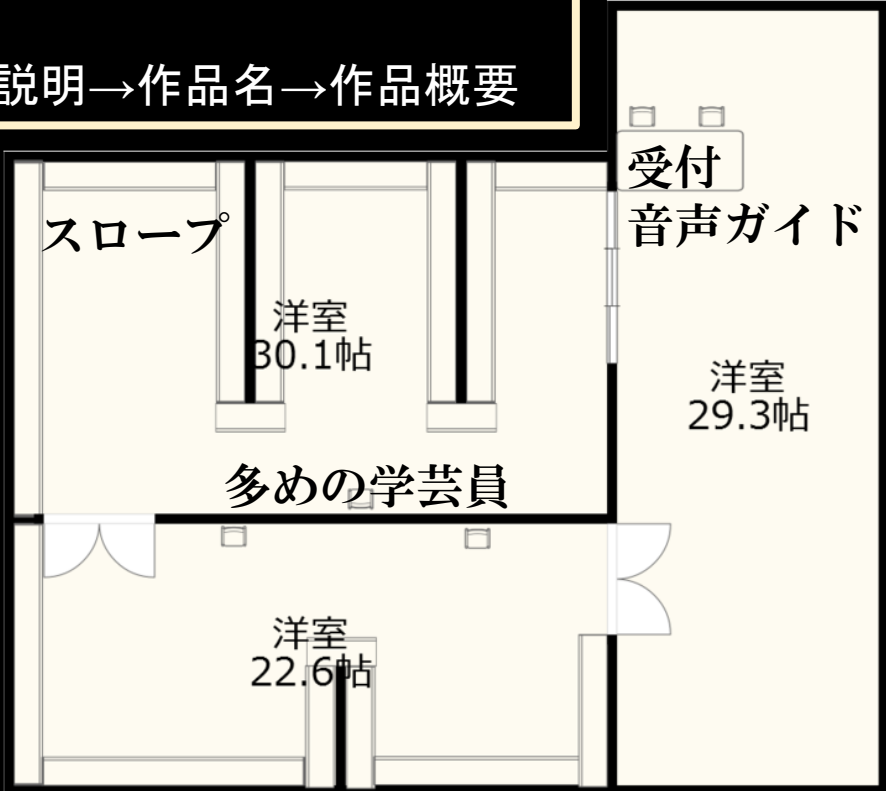 説明→作品名→作品概要
受付
音声ガイド
スロープ
洋室
30.1帖
洋室
29.3帖
多めの学芸員
洋室
22.6帖